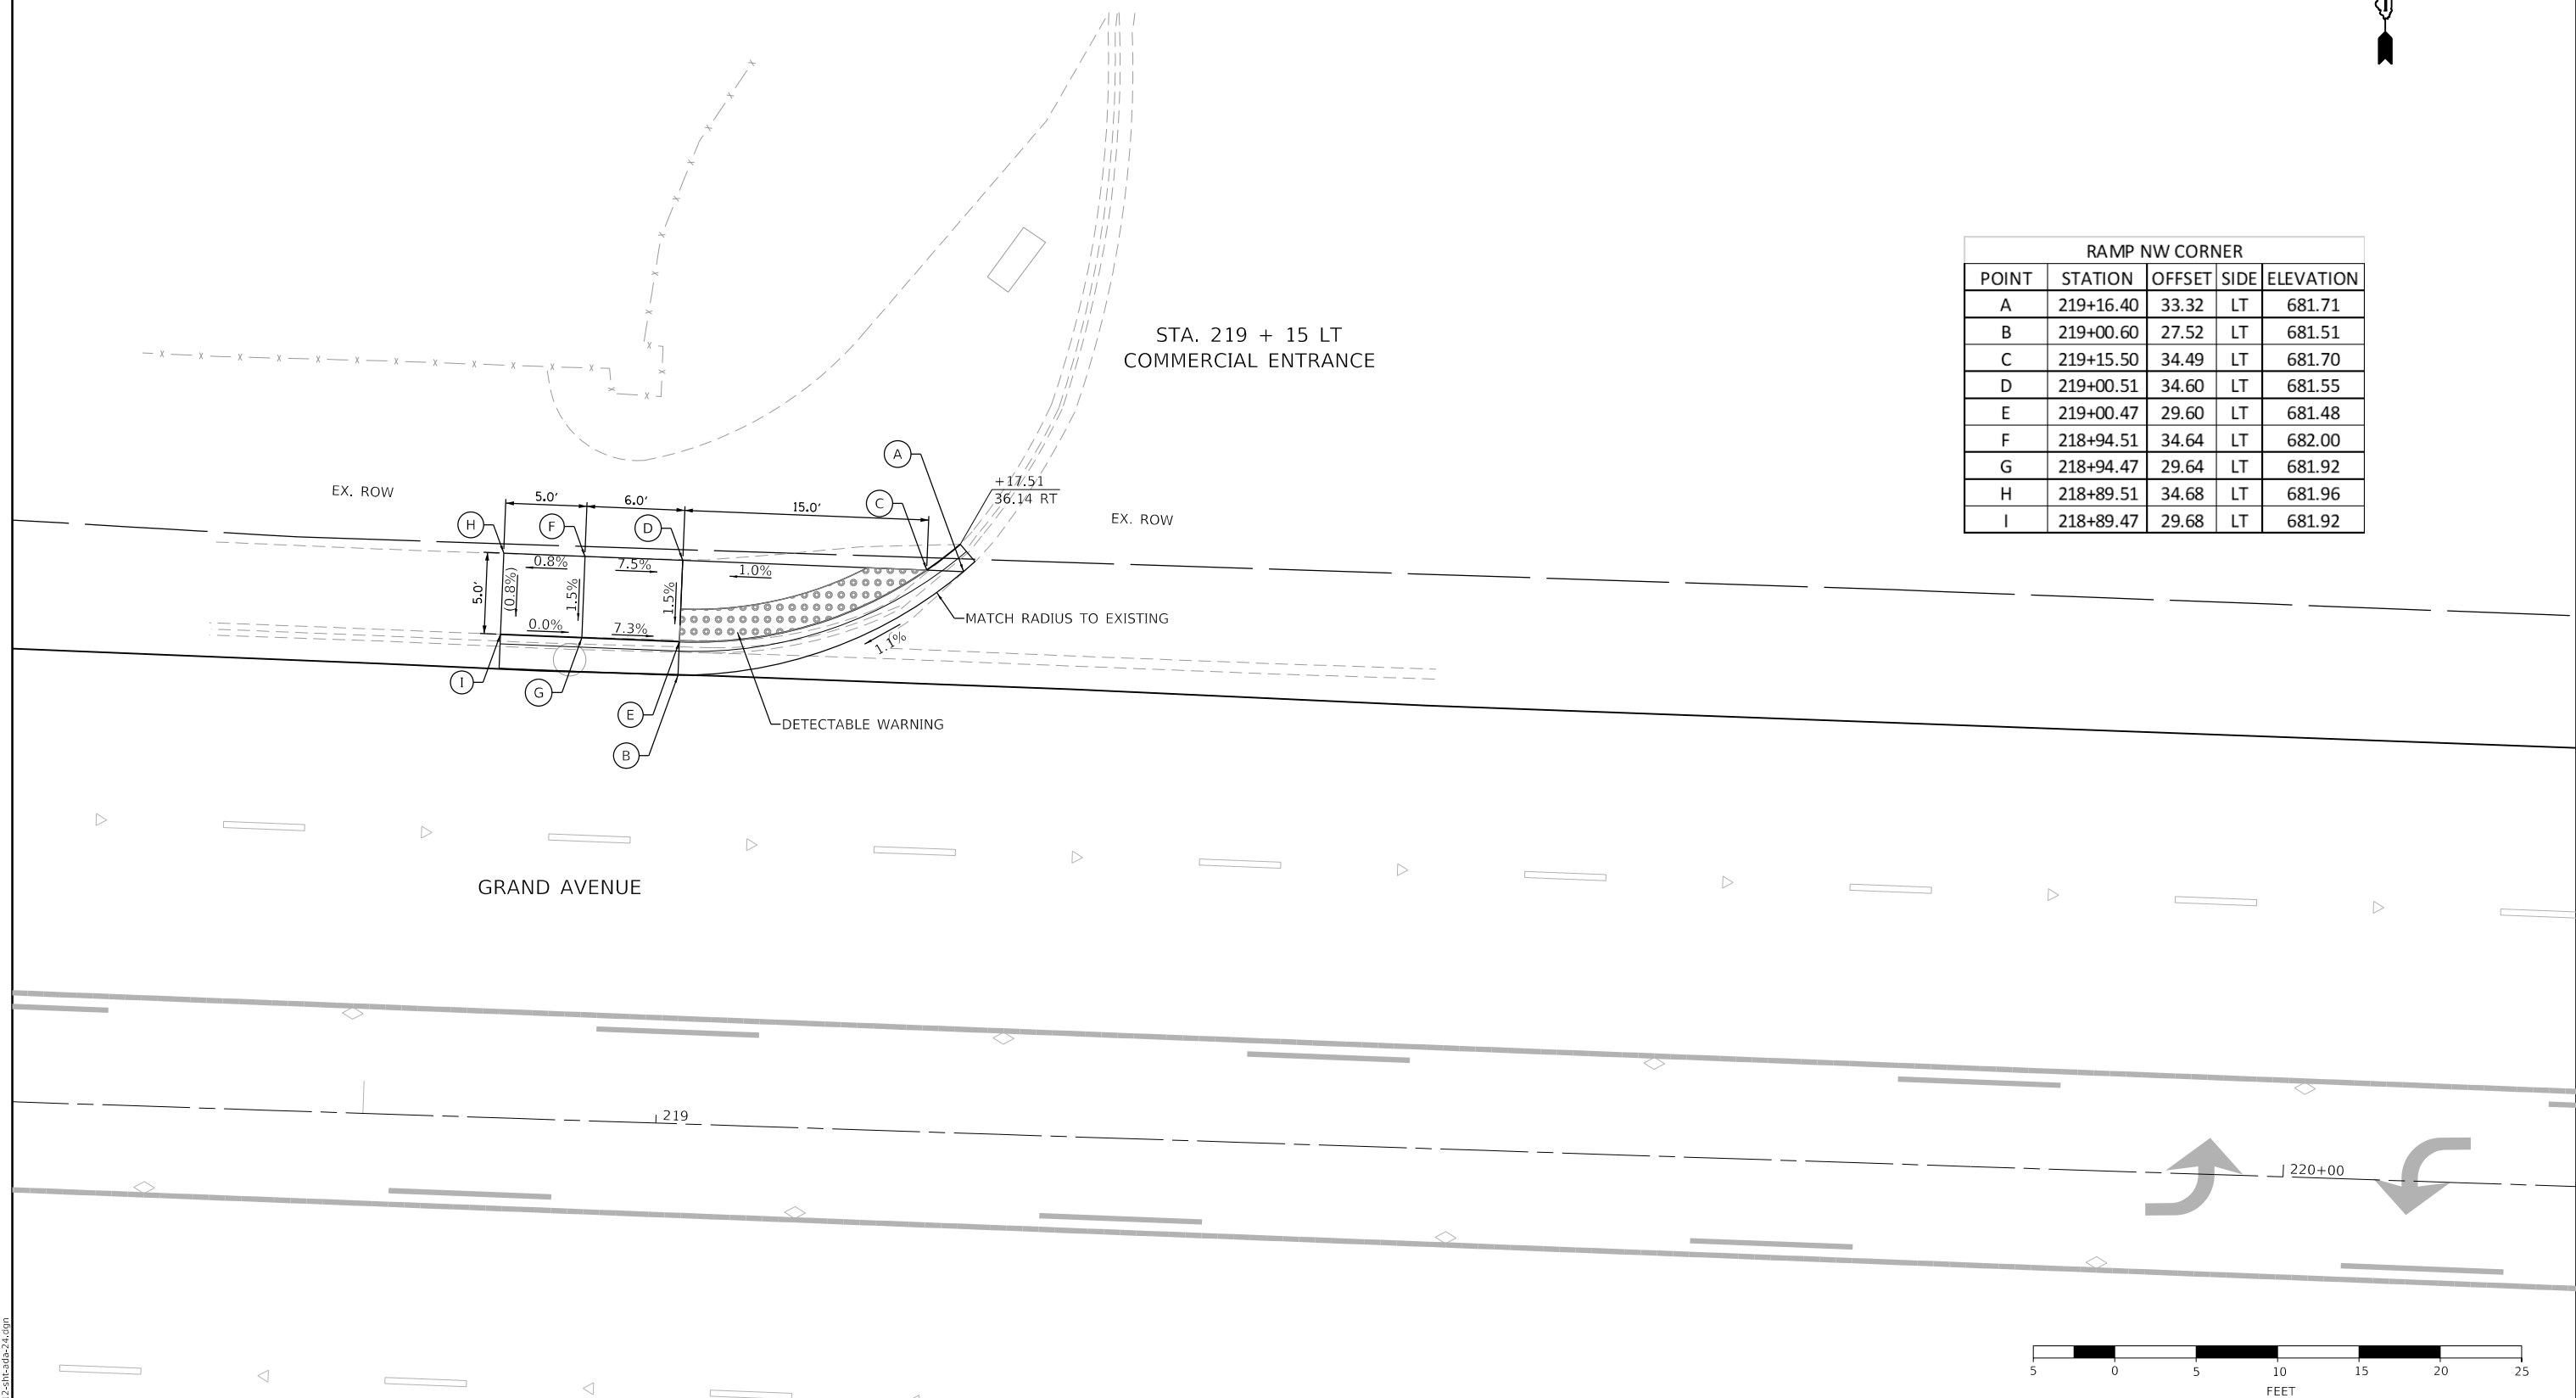 RAMP NW CORNER
POINT STATION OFFSET SIDE ELEVATION
A 219+16.40 33.32 LT 681.71
B 219+00.60 27.52 LT 681.51
C 219+15.50 34.49 LT 681.70
D 219+00.51 34.60 LT 681.55
E 219+00.47 29.60 LT 681.48
F 218+94.51 34.64 LT 682.00
G 218+94.47 29.64 LT 681.92
H 218+89.51 34.68 LT 681.96
I 218+89.47 29.68 LT 681.92
STA. 219 + 15 LT
COMMERCIAL ENTRANCE
A
+17.51
36.14 RT
EX. ROW
5.0'
6.0'
15.0'
C
EX. ROW
H
F
D
0.8%
7.5%
1.0%
5.0'
(0.8%)
1.5%
1.5%
0.0%
7.3%
1.1%
MATCH RADIUS TO EXISTING
I
G
E
DETECTABLE WARNING
B
GRAND AVENUE
219
220+00
5 0 5 10 15 20 25
FEET
12-sht-ada-24.dgn